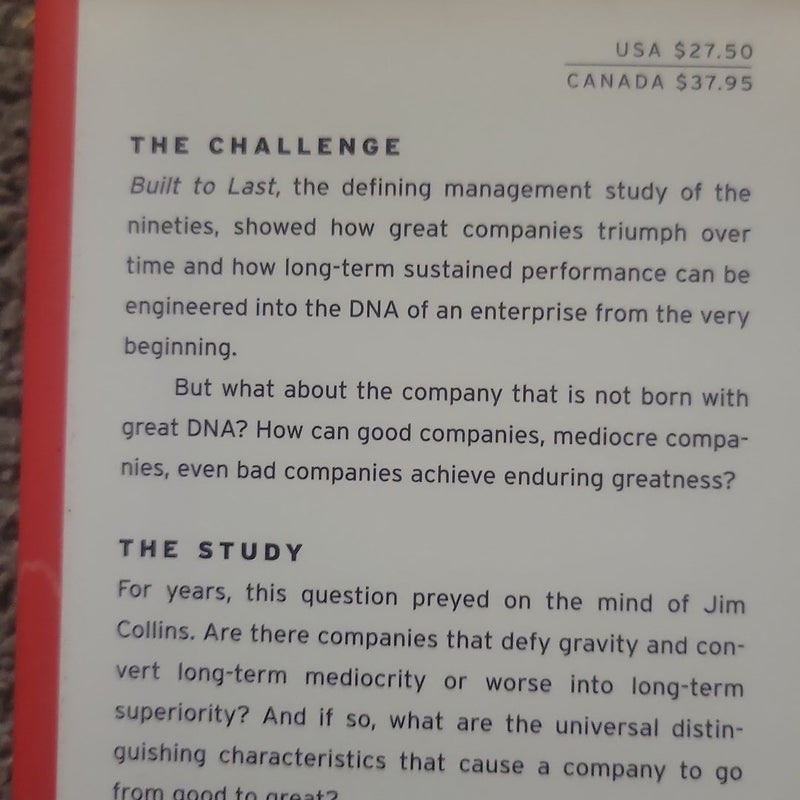 USA $27.50
CANADA $37.95
THE CHALLENGE
Built to Last, the defining management study of the
nineties, showed how great companies triumph over
time and how long-term sustained performance can be
engineered into the DNA of an enterprise from the very
beginning.
But what about the company that is not born with
great DNA? How can good companies, mediocre compa-
nies, even bad companies achieve enduring greatness?
THE STUDY
For years, this question preyed on the mind of Jim
Collins. Are there companies that defy gravity and con-
vert long-term mediocrity or worse into long-term
superiority? And if so, what are the universal distin-
guishing characteristics that cause a company to go
from good to great?